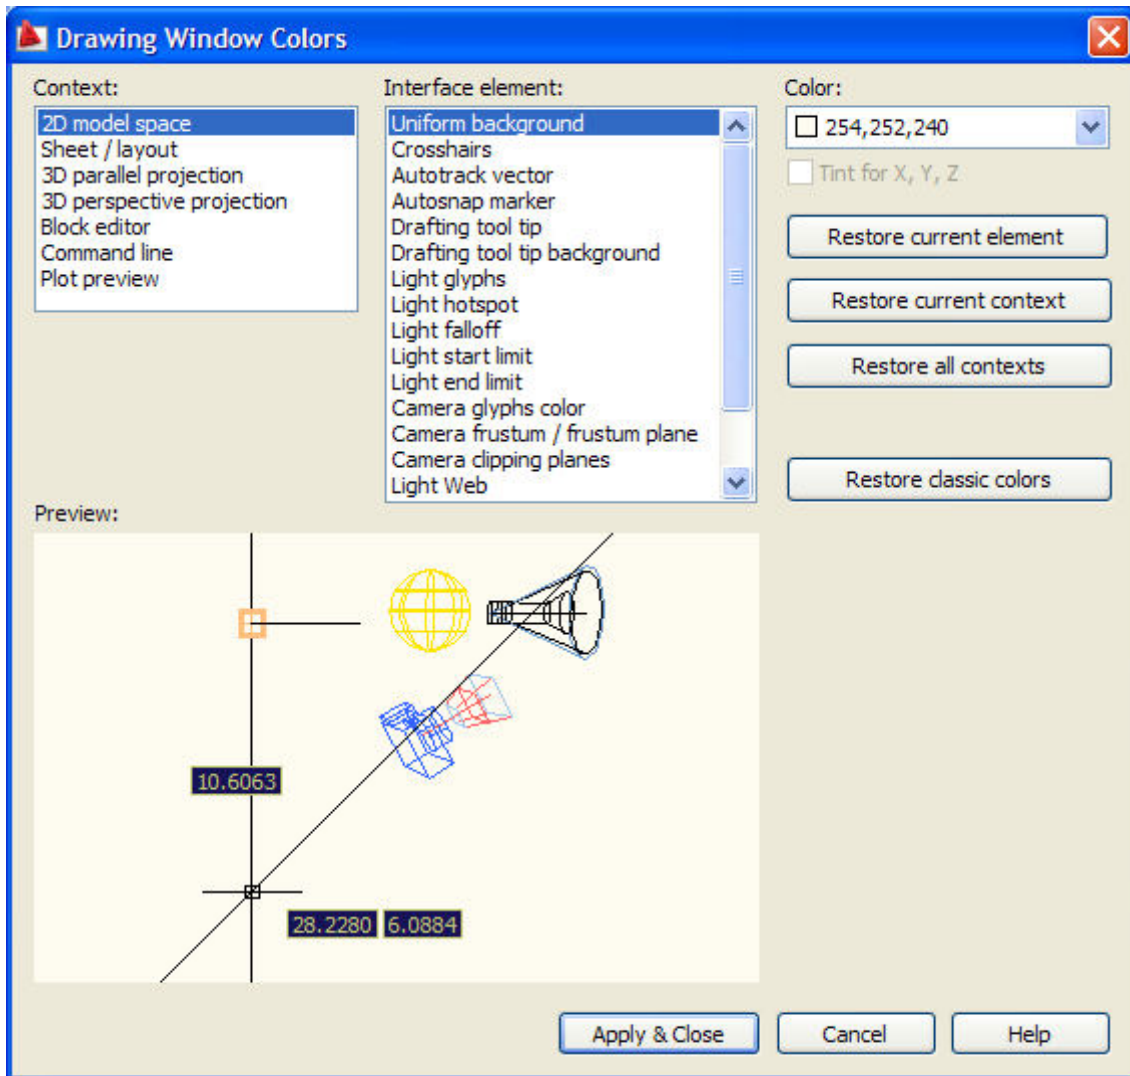 Drawing Window Colors
Context:
2D model space
Sheet / layout
3D parallel projection
3D perspective projection
Block editor
Command line
Plot preview
Interface element:
Uniform background
Crosshairs
Autotrack vector
Autosnap marker
Drafting tool tip
Drafting tool tip background
Light glyphs
Light hotspot
Light falloff
Light start limit
Light end limit
Camera glyphs color
Camera frustum / frustum plane
Camera clipping planes
Light Web
Color:
254,252,240
Tint for X, Y, Z
Restore current element
Restore current context
Restore all contexts
Restore classic colors
Preview:
10.6063
28.2280 6.0884
Apply & Close Cancel Help